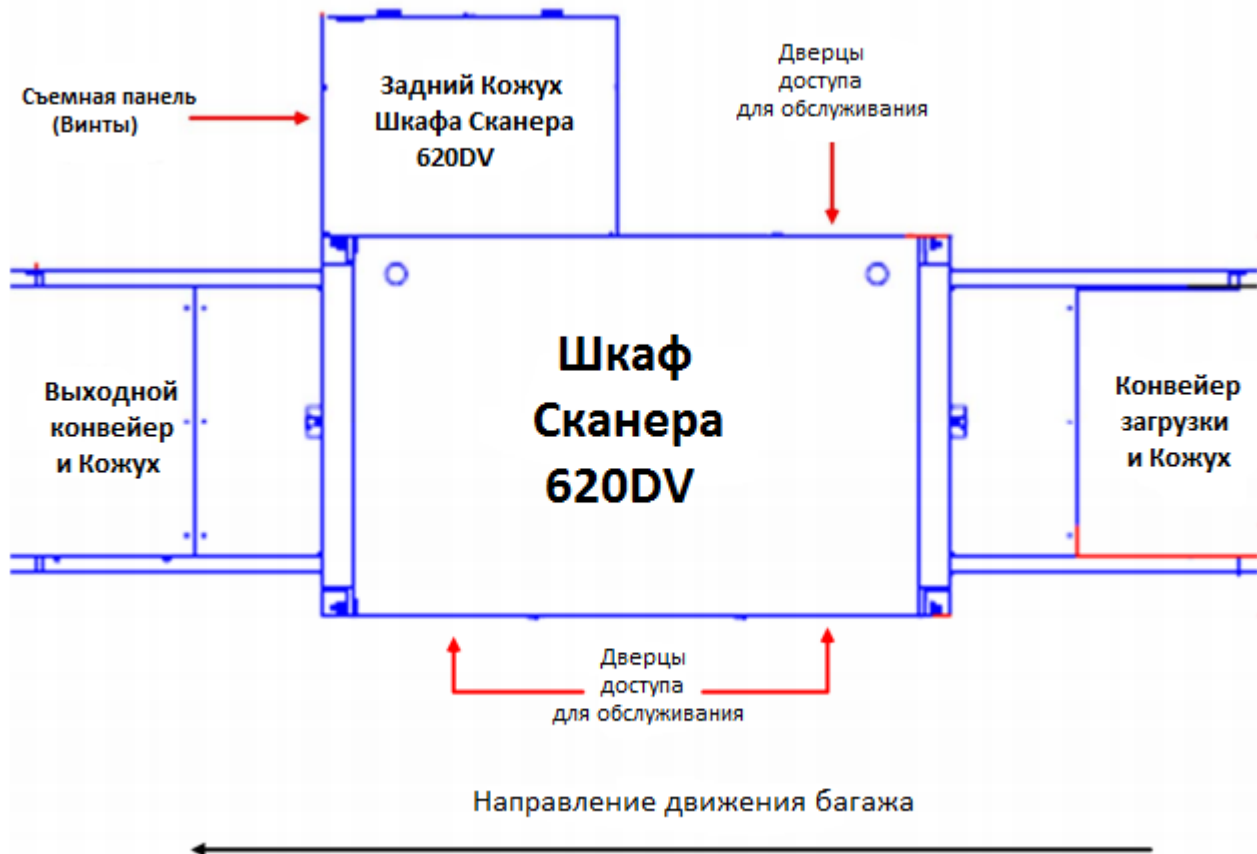 Съемная панель
(Винты)
Задний Кожух
Шкафа Сканера
620DV
Дверцы
доступа
для обслуживания
Выходной
конвейер
и Кожух
Шкаф
Сканера
620DV
Конвейер
загрузки
и Кожух
Дверцы
доступа
для обслуживания
Направление движения багажа